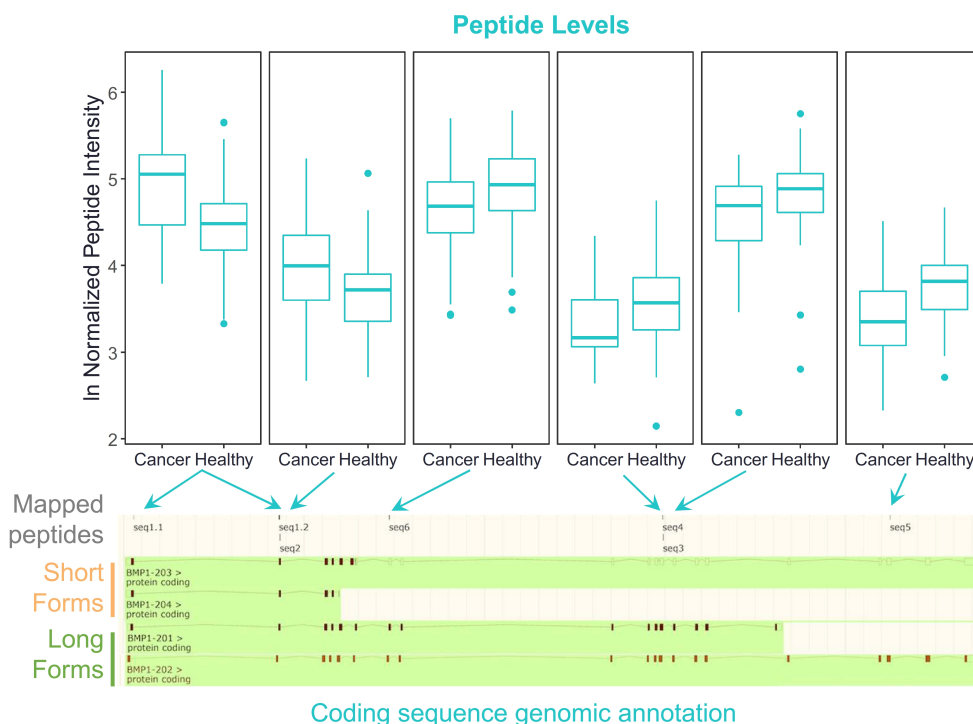 Peptide Levels
ln Normalized Peptide Intensity
6
5
4
3
2
Cancer Healthy
Cancer Healthy
Cancer Healthy
Cancer Healthy
Cancer Healthy
Cancer Healthy
Mapped
peptides
seq1.1
seq1.2
seq6
seq4
seq5
seq2
seq3
Short
Forms
BMP1-203 >
protein coding
BMP1-204 >
protein coding
Long
Forms
BMP1-201 >
protein coding
BMP1-202 >
protein coding
Coding sequence genomic annotation